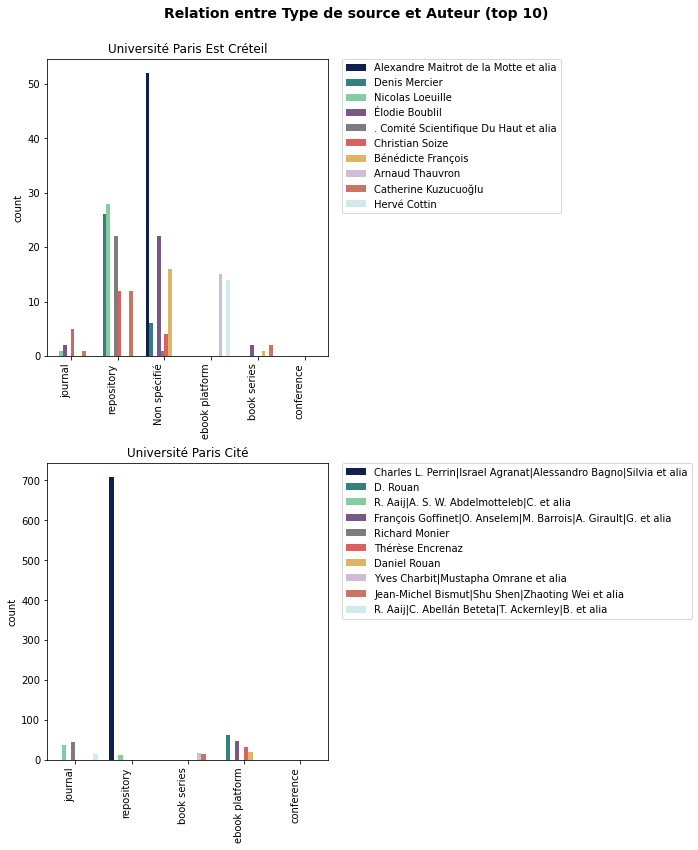 Relation entre Type de source et Auteur (top 10)
Université Paris Est Créteil
50
40
30
20
10
0
count
journal
repository
Non spécifié
ebook platform
book series
conference
Alexandre Maitrot de la Motte et alia
Denis Mercier
Nicolas Loeuille
Élodie Boublil
. Comité Scientifique Du Haut et alia
Christian Soize
Bénédicte François
Arnaud Thauvron
Catherine Kuzucuoğlu
Hervé Cottin
Université Paris Cité
700
600
500
400
300
200
100
0
count
journal
repository
book series
ebook platform
conference
Charles L. Perrin|Israel Agranat|Alessandro Bagno|Silvia et alia
D. Rouan
R. Aaij|A. S. W. Abdelmotteleb|C. et alia
François Goffinet|O. Anselem|M. Barrois|A. Girault|G. et alia
Richard Monier
Thérèse Encrenaz
Daniel Rouan
Yves Charbit|Mustapha Omrane et alia
Jean-Michel Bismut|Shu Shen|Zhaoting Wei et alia
R. Aaij|C. Abellán Beteta|T. Ackernley|B. et alia